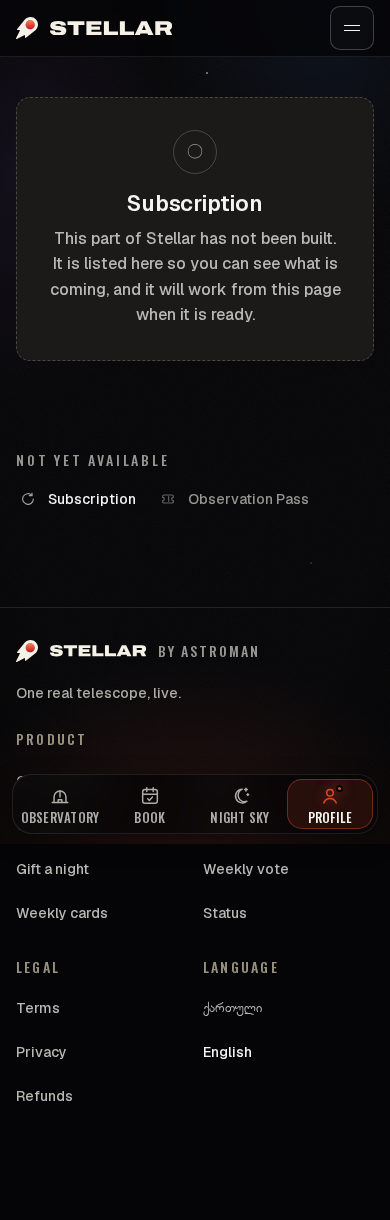 STELLAR
Subscription
This part of Stellar has not been built.
It is listed here so you can see what is
coming, and it will work from this page
when it is ready.
NOT YET AVAILABLE
Subscription
Observation Pass
STELLAR BY ASTROMAN
One real telescope, live.
PRODUCT
OBSERVATORY
BOOK
NIGHT SKY
PROFILE
Gift a night
Weekly vote
Weekly cards
Status
LEGAL
LANGUAGE
Terms
ქართული
Privacy
English
Refunds